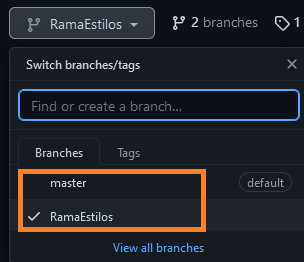 RamaEstilos
2 branches
1
Switch branches/tags
Find or create a branch...
Branches
Tags
master
default
RamaEstilos
View all branches